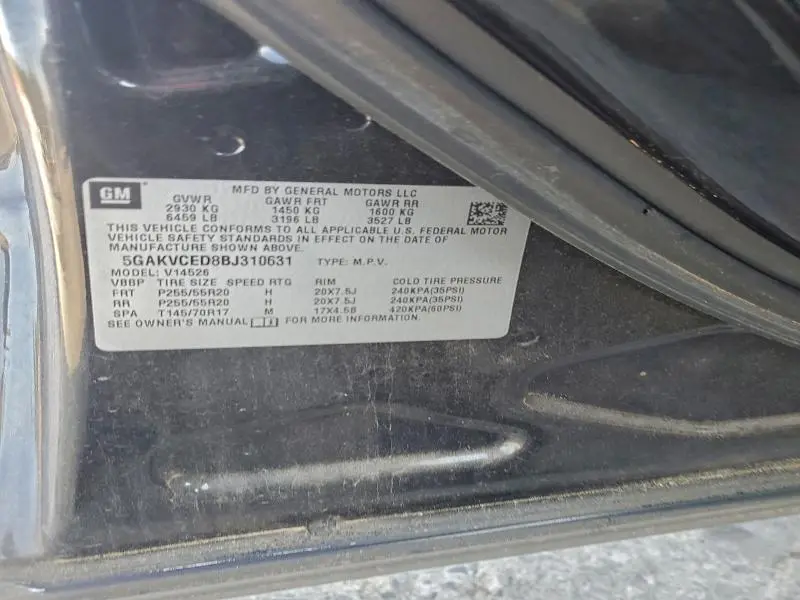 GM
MFD BY GENERAL MOTORS LLC
GVWR GAWR FRT GAWR RR
2930 KG 1450 KG 1600 KG
6459 LB 3196 LB 3527 LB
THIS VEHICLE CONFORMS TO ALL APPLICABLE U.S. FEDERAL MOTOR
VEHICLE SAFETY STANDARDS IN EFFECT ON THE DATE OF
MANUFACTURE SHOWN ABOVE.
5GAKVCED8BJ310631 TYPE: M.P.V.
MODEL: V14526
VBBP TIRE SIZE SPEED RTG RIM COLD TIRE PRESSURE
FRT P255/55R20 H 20X7.5J 240KPA(35PSI)
RR P255/55R20 H 20X7.5J 240KPA(35PSI)
SPA T145/70R17 M 17X4.5B 420KPA(60PSI)
SEE OWNER'S MANUAL FOR MORE INFORMATION.